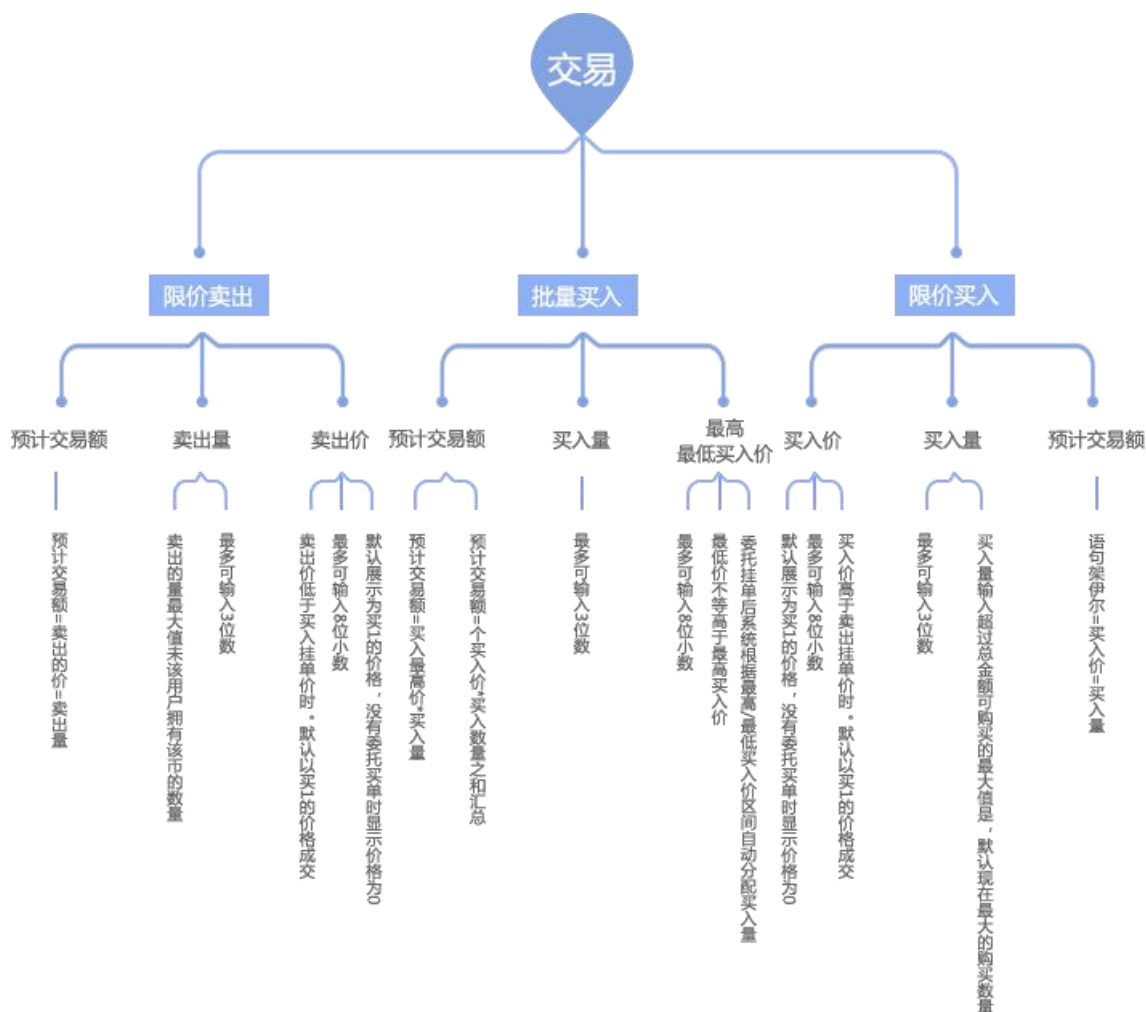 交易
限价卖出
批量买入
限价买入
预计交易额
卖出量
卖出价
预计交易额
买入量
最高
最低买入价
买入价
买入量
预计交易额
预计交易额=卖出的价=卖出量
卖出的量最大值未该用户拥有该币的数量
最多可输入3位数
卖出价低于买入挂单价时。默认以买1的价格成交
最多可输入8位小数
默认展示为买1的价格，没有委托买单时显示价格为0
预计交易额=买入最高价*买入量
预计交易额=个买入价*买入数量之和汇总
最多可输入3位数
最多可输入8位小数
最低价不等高于最高买入价
委托挂单后系统根据最高/最低买入价区间自动分配买入量
默认展示为买1的价格，没有委托买单时显示价格为0
最多可输入8位小数
买入价高于卖出挂单价时。默认以买1的价格成交
最多可输入3位数
买入量输入超过总金额可购买的最大值是，默认现在最大的购买数量
语句架伊尔=买入价=买入量